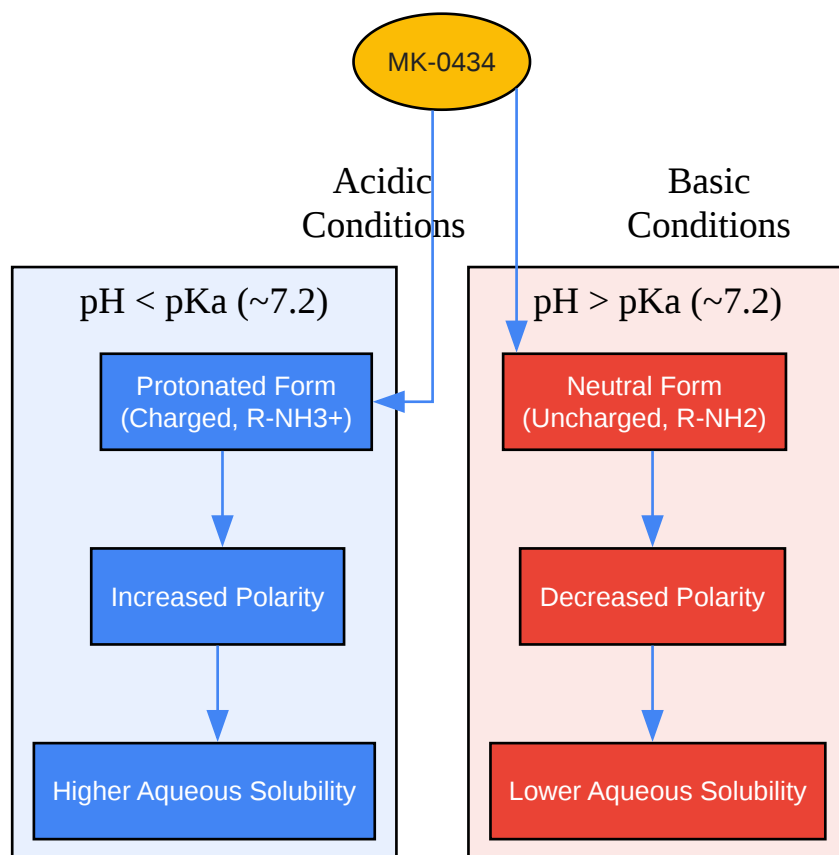 MK-0434
Acidic
Conditions
Basic
Conditions
pH < pKa (~7.2)
Protonated Form
(Charged, R-NH3+)
Increased Polarity
Higher Aqueous Solubility
pH > pKa (~7.2)
Neutral Form
(Uncharged, R-NH2)
Decreased Polarity
Lower Aqueous Solubility